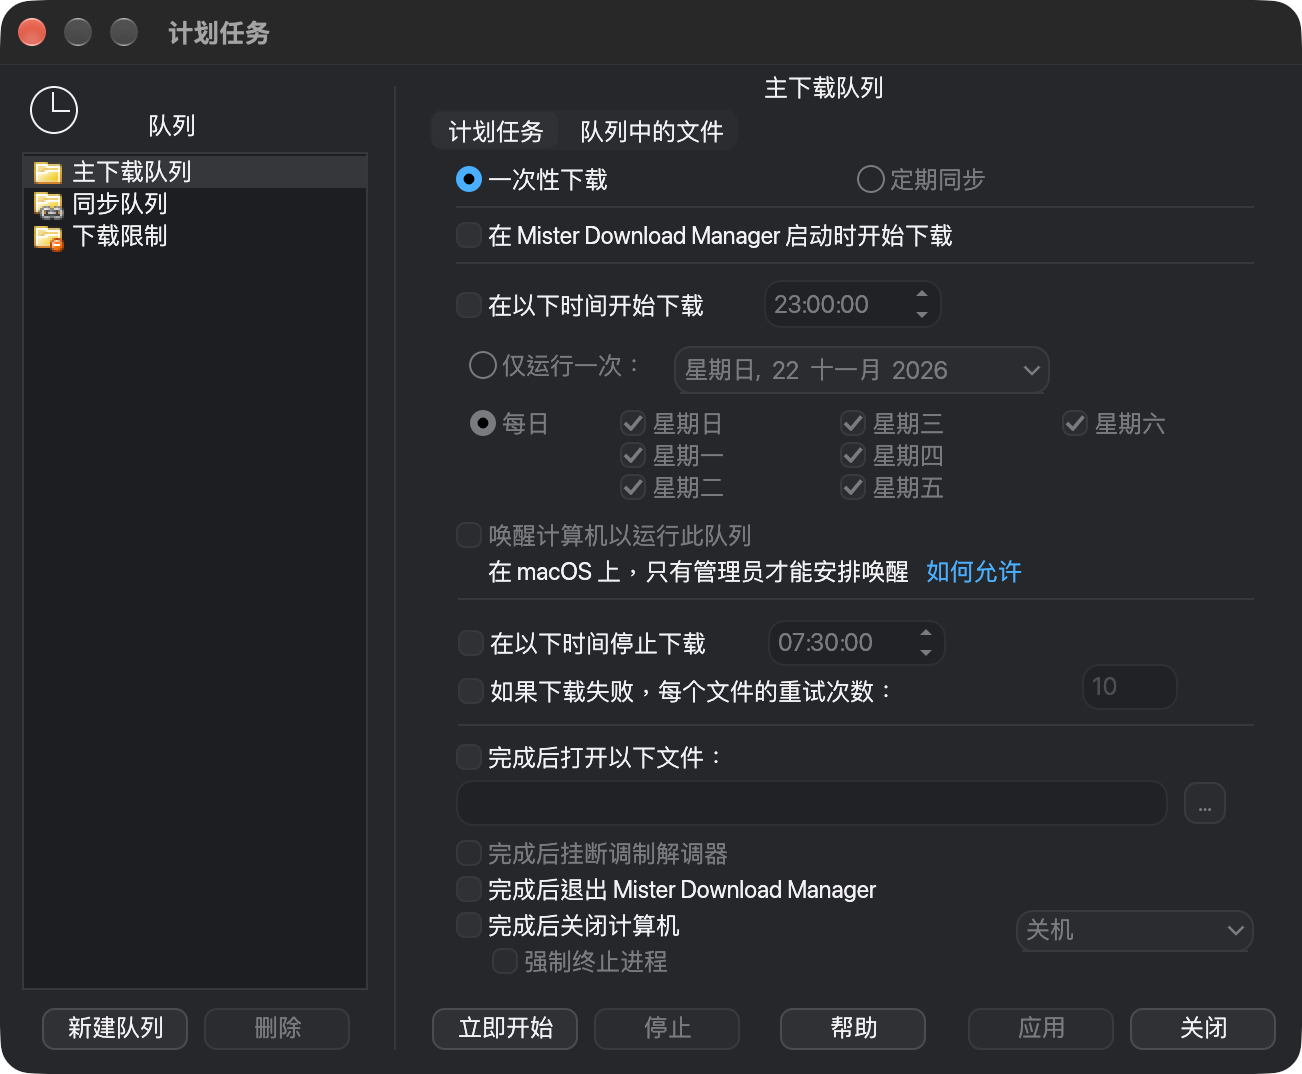 计划任务
队列
主下载队列
同步队列
下载限制
新建队列
删除
主下载队列
计划任务 队列中的文件
一次性下载 定期同步
在 Mister Download Manager 启动时开始下载
在以下时间开始下载 23:00:00
仅运行一次： 星期日, 22 十一月 2026
每日 星期日 星期三 星期六
星期一 星期四
星期二 星期五
唤醒计算机以运行此队列
在 macOS 上，只有管理员才能安排唤醒 如何允许
在以下时间停止下载 07:30:00
如果下载失败，每个文件的重试次数： 10
完成后打开以下文件：
...
完成后挂断调制解调器
完成后退出 Mister Download Manager
完成后关闭计算机 关机
强制终止进程
立即开始 停止 帮助 应用 关闭